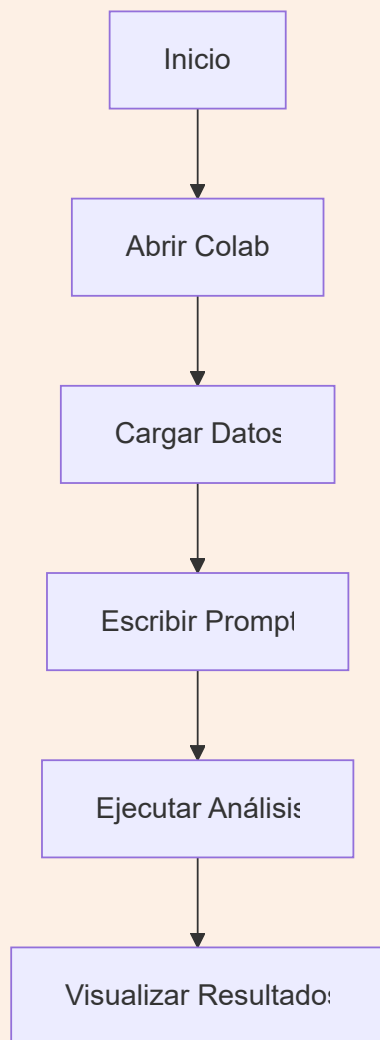 Inicio
Abrir Colab
Cargar Datos
Escribir Prompt
Ejecutar Análisis
Visualizar Resultados